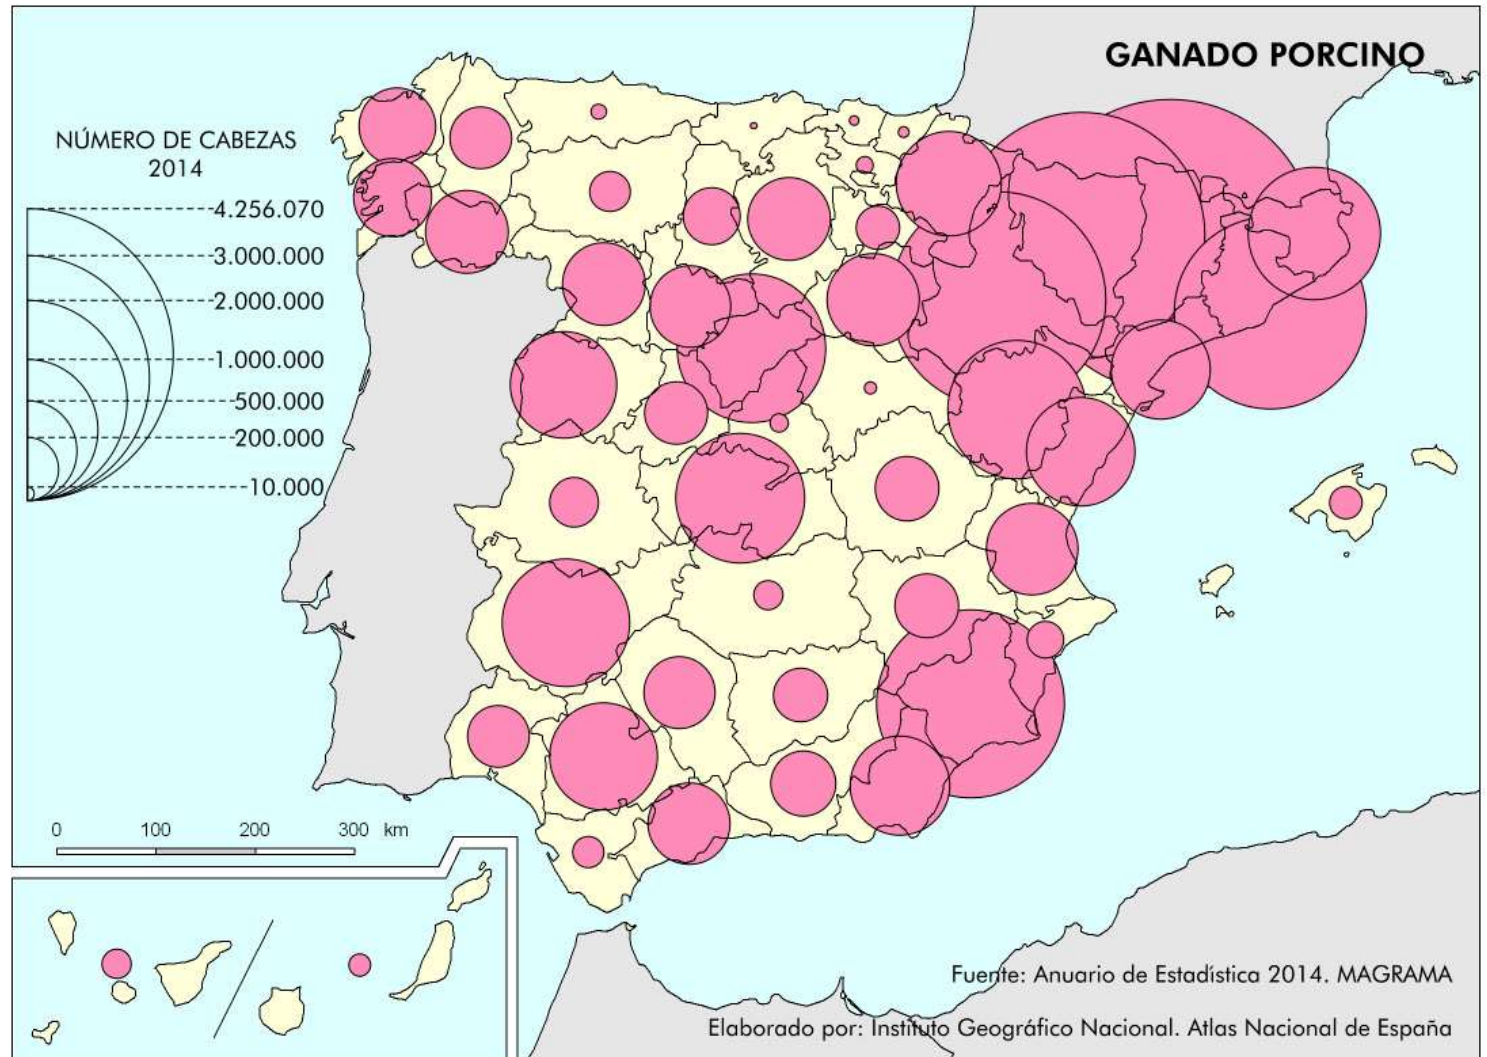 GANADO PORCINO
NÚMERO DE CABEZAS
2014
4.256.070
3.000.000
2.000.000
1.000.000
500.000
200.000
10.000
0 100 200 300 km
Fuente: Anuario de Estadística 2014. MAGRAMA
Elaborado por: Instituto Geográfico Nacional. Atlas Nacional de España